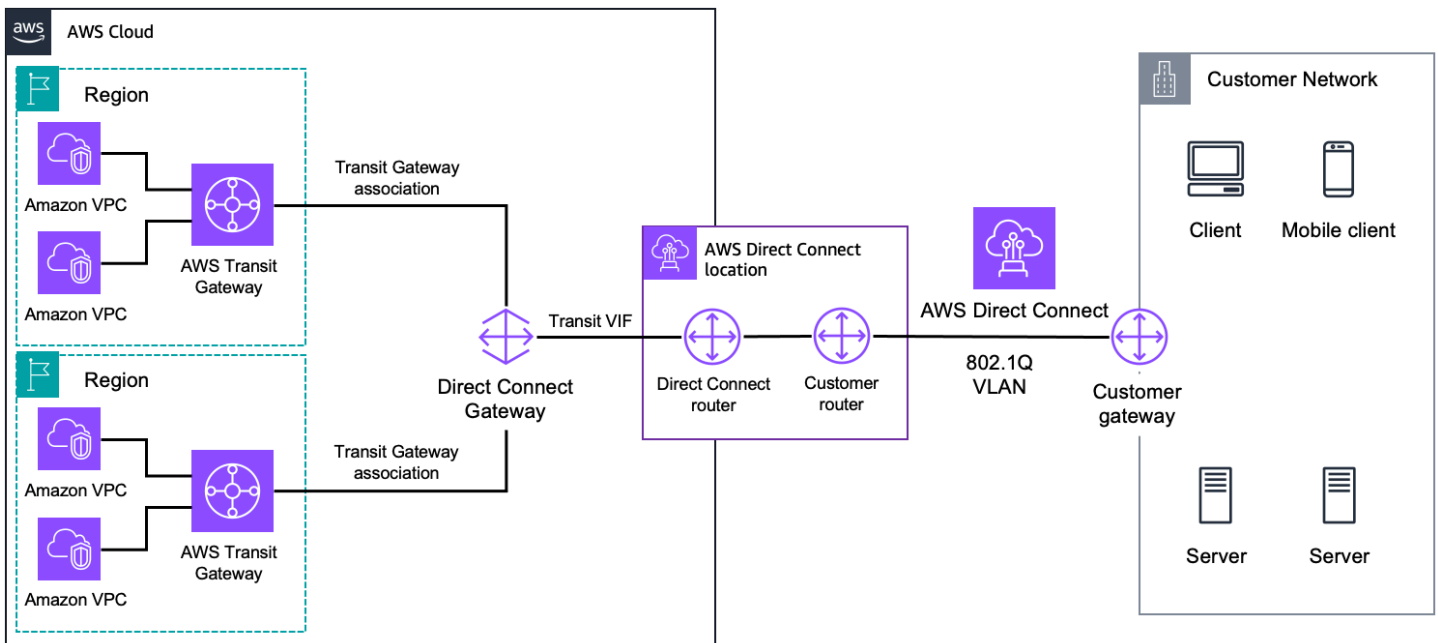 aws
AWS Cloud
Region
Amazon VPC
Amazon VPC
AWS Transit
Gateway
Transit Gateway
association
Region
Amazon VPC
Amazon VPC
AWS Transit
Gateway
Transit Gateway
association
Direct Connect
Gateway
Transit VIF
AWS Direct Connect
location
Direct Connect
router
Customer
router
AWS Direct Connect
802.1Q
VLAN
Customer
gateway
Customer Network
Client
Mobile client
Server
Server